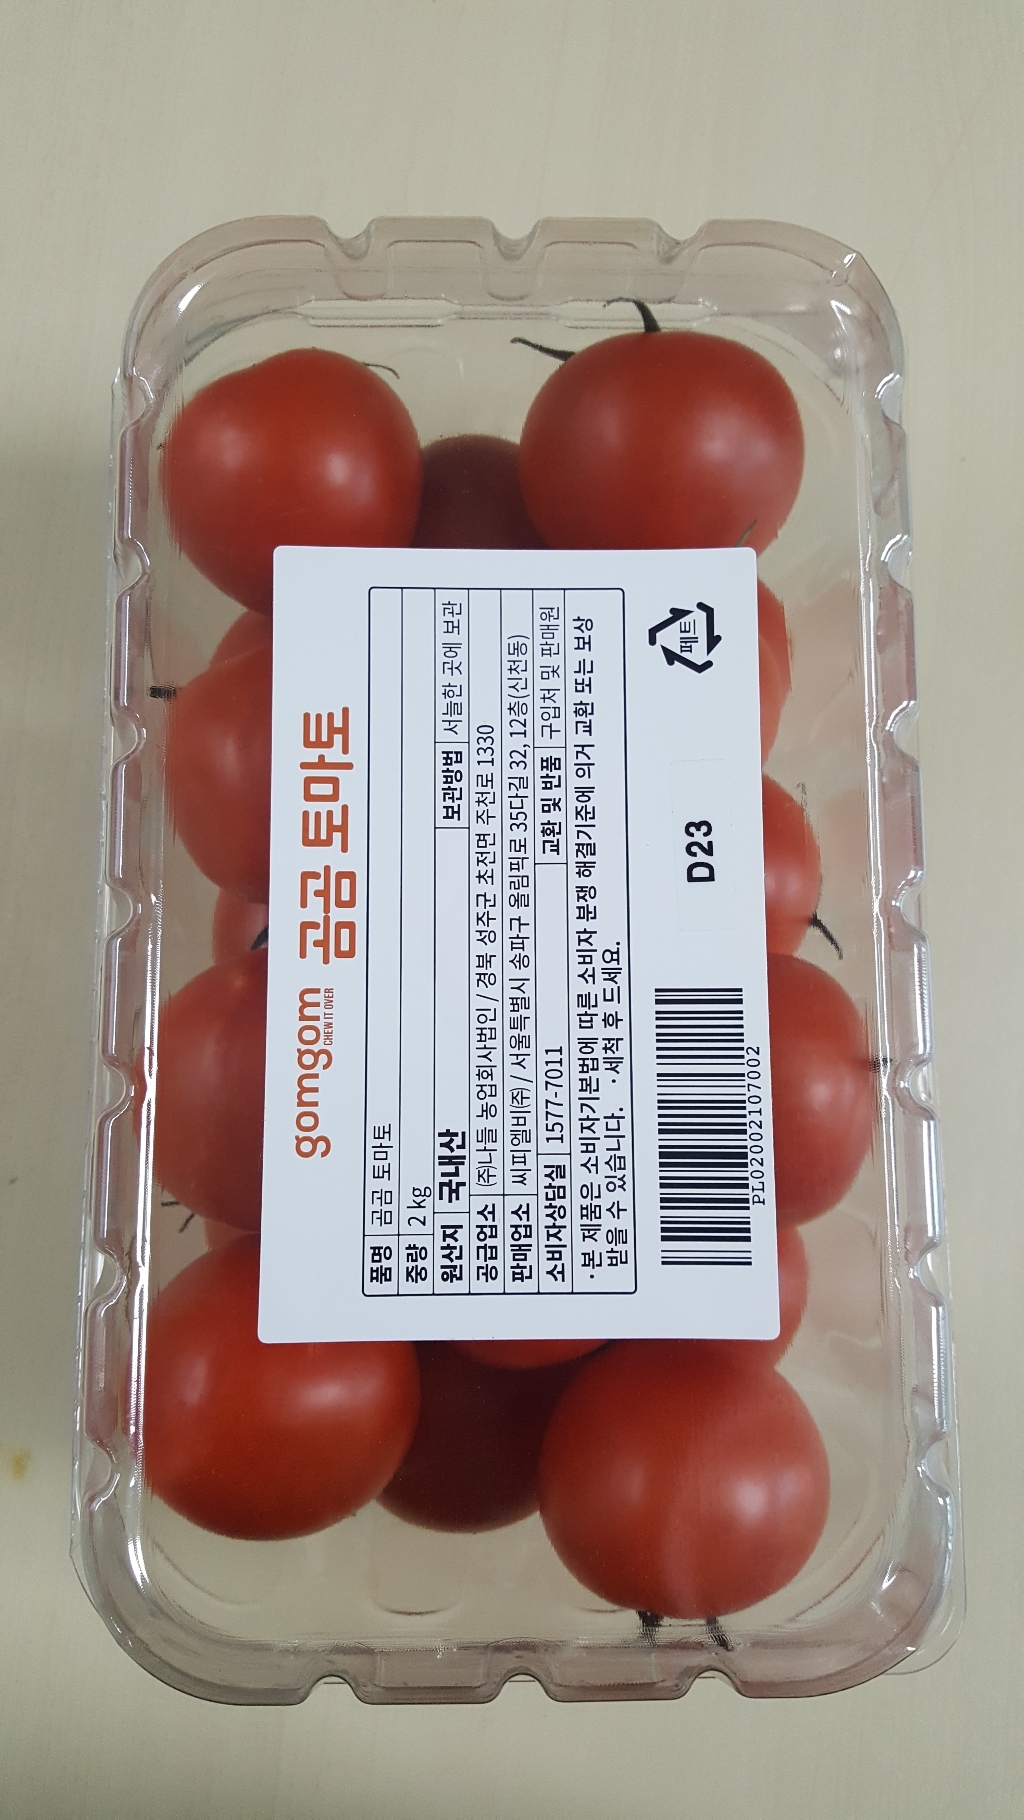 gomgom 곰곰 토마토
CHEW IT OVER
품명 곰곰 토마토
중량 2 kg
원산지 국내산 보관방법 서늘한 곳에 보관
공급업소 (주)나들 농업회사법인 / 경북 성주군 초전면 주천로 1330
판매업소 씨피엘비(주) / 서울특별시 송파구 올림픽로 35다길 32, 12층(신천동)
소비자상담실 1577-7011 교환 및 반품 구입처 및 판매원
·본 제품은 소비자기본법에 따른 소비자 분쟁 해결기준에 의거 교환 또는 보상
받을 수 있습니다. ·세척 후 드세요.
PL02002107002
D23
페트